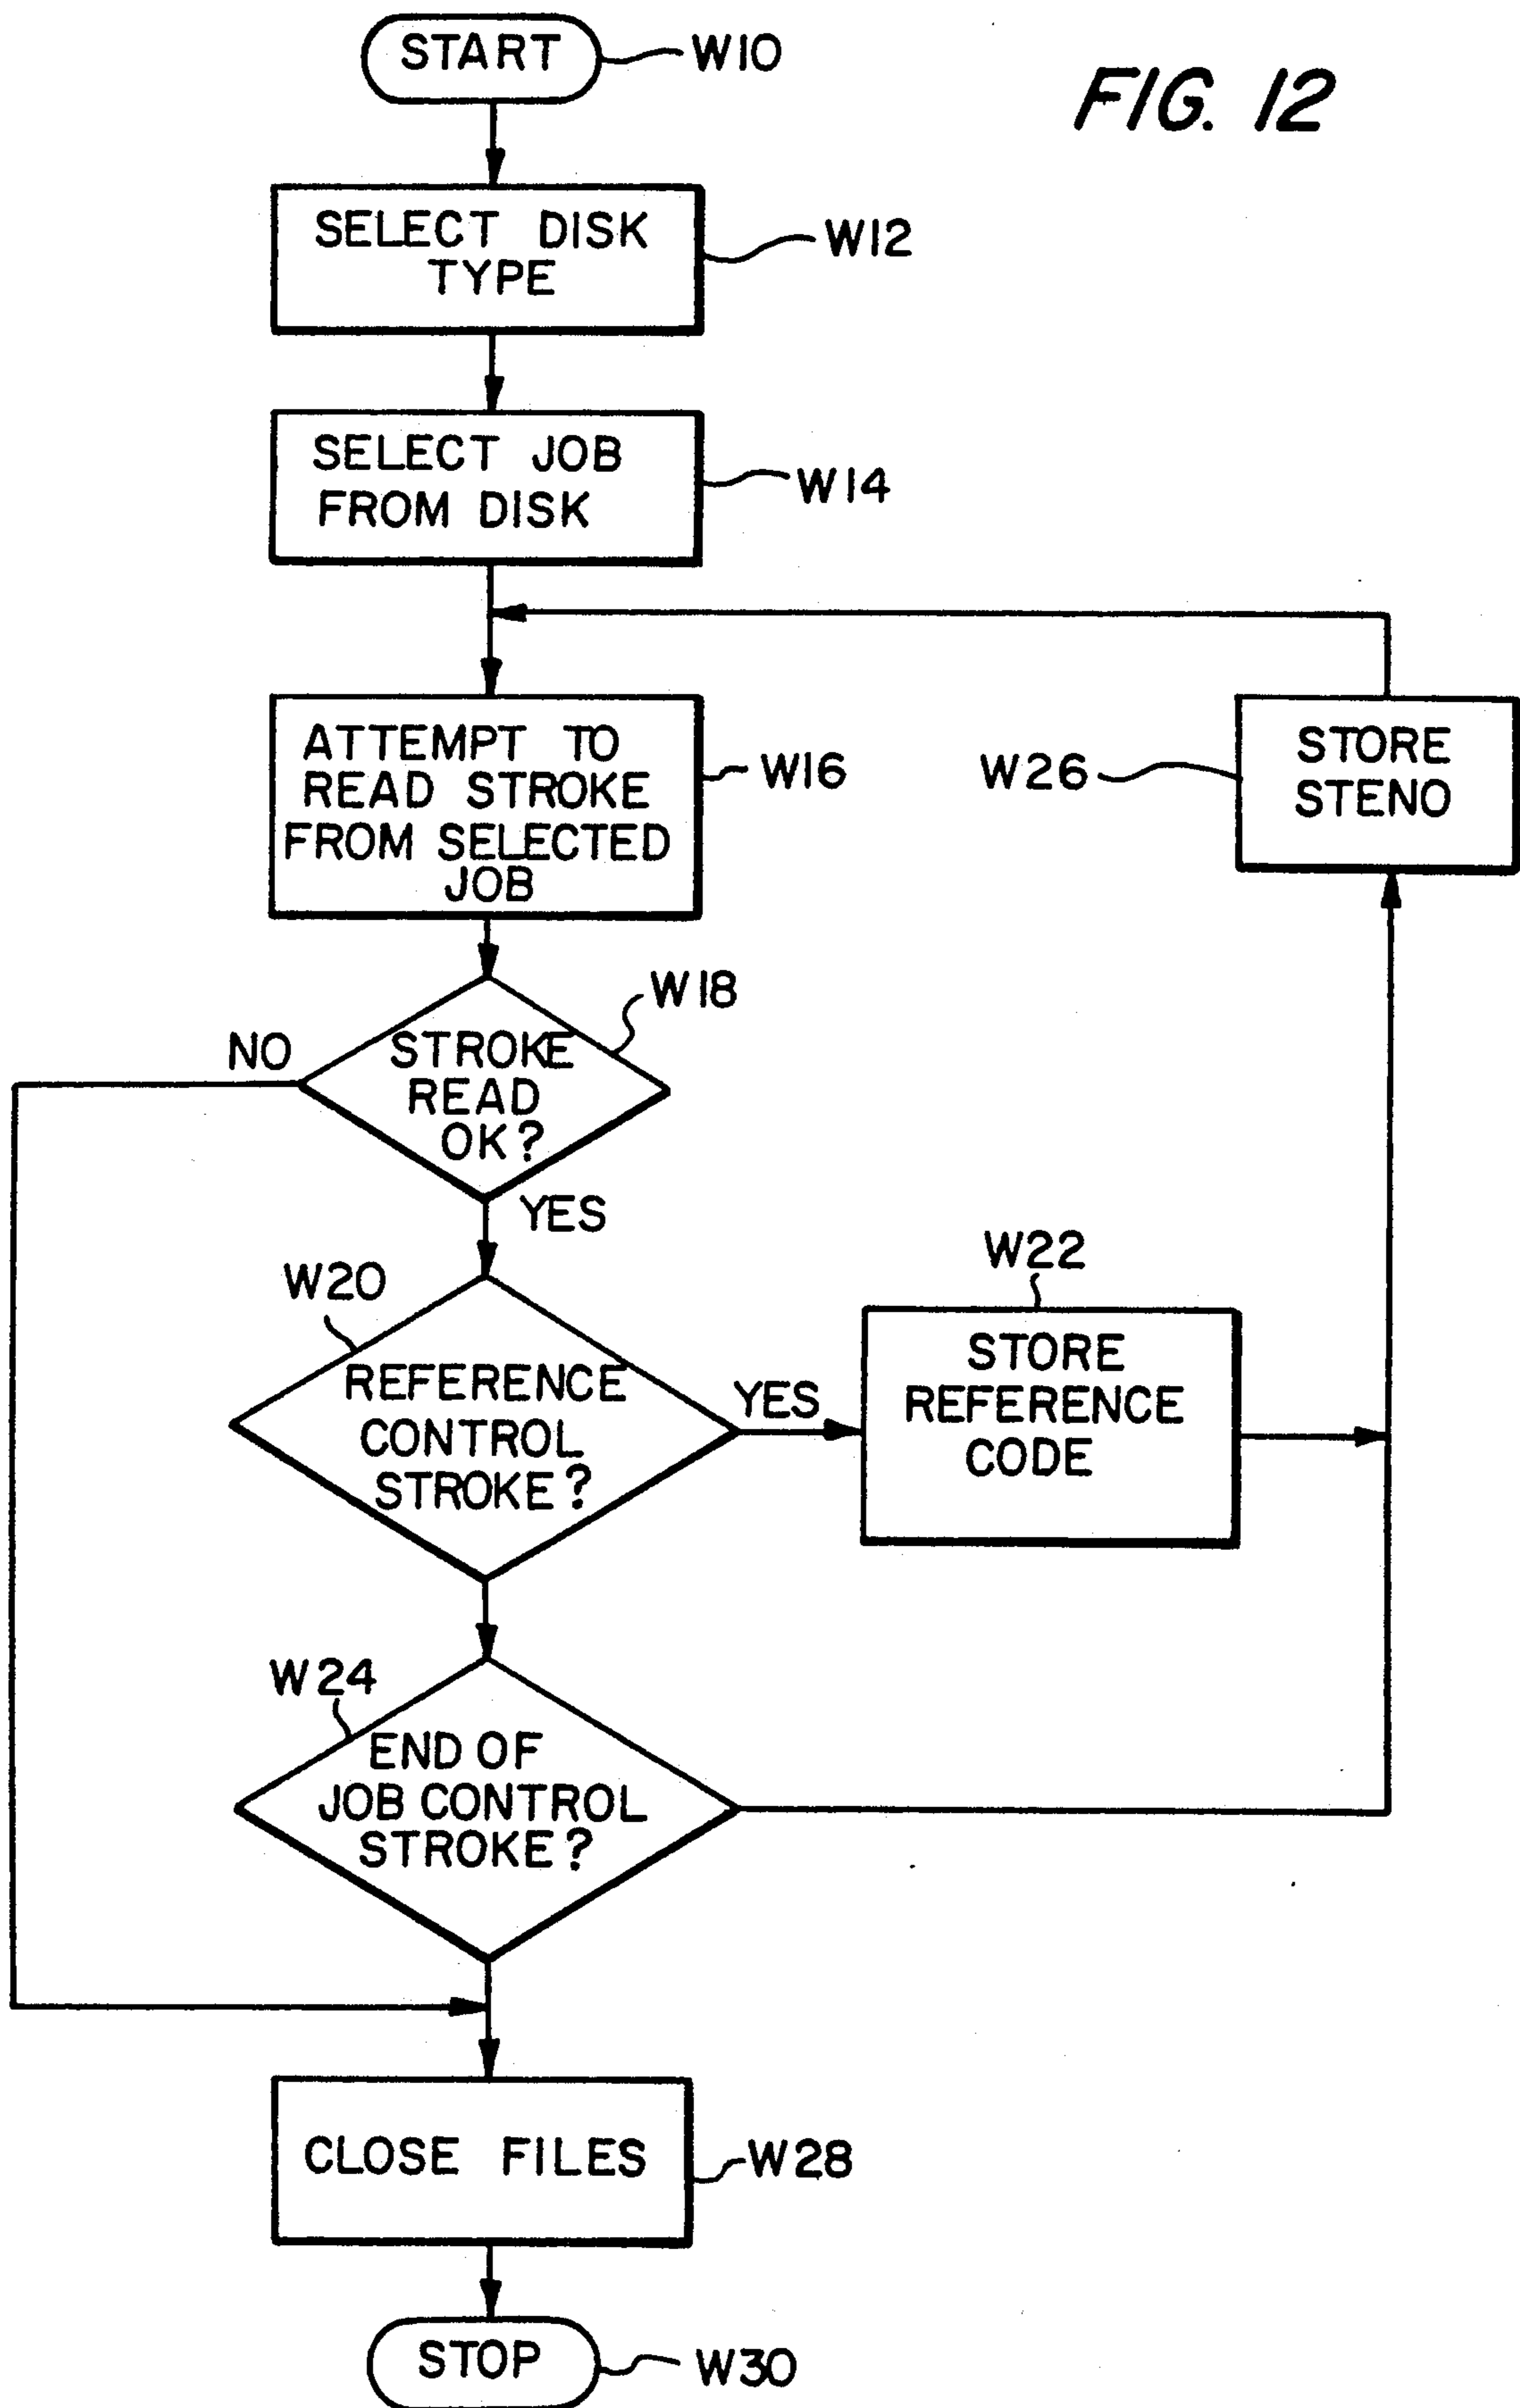 START
W10
FIG. 12
SELECT DISK
TYPE
W12
SELECT JOB
FROM DISK
W14
ATTEMPT TO
READ STROKE
FROM SELECTED
JOB
W16
W26
STORE
STENO
W18
NO
STROKE
READ
OK?
YES
W20
REFERENCE
CONTROL
STROKE?
YES
W22
STORE
REFERENCE
CODE
W24
END OF
JOB CONTROL
STROKE?
CLOSE FILES
W28
STOP
W30